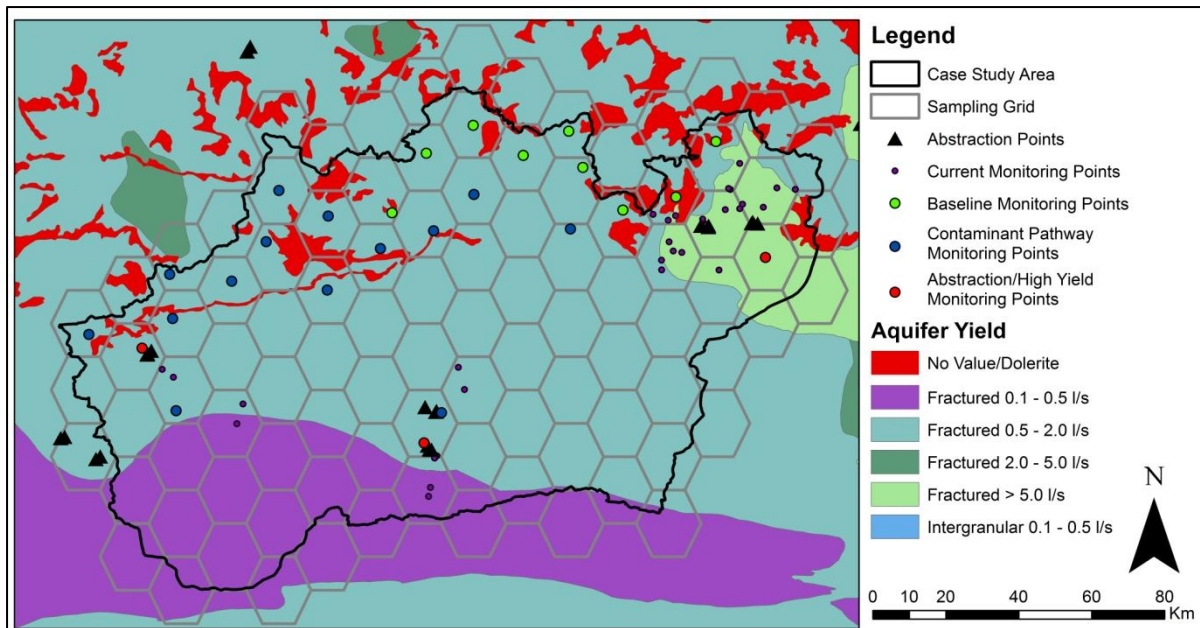 Legend
Case Study Area
Sampling Grid
Abstraction Points
Current Monitoring Points
Baseline Monitoring Points
Contaminant Pathway
Monitoring Points
Abstraction/High Yield
Monitoring Points
Aquifer Yield
No Value/Dolerite
Fractured 0.1 - 0.5 l/s
Fractured 0.5 - 2.0 l/s
Fractured 2.0 - 5.0 l/s
Fractured > 5.0 l/s
Intergranular 0.1 - 0.5 l/s
N
0 10 20 40 60 80
Km